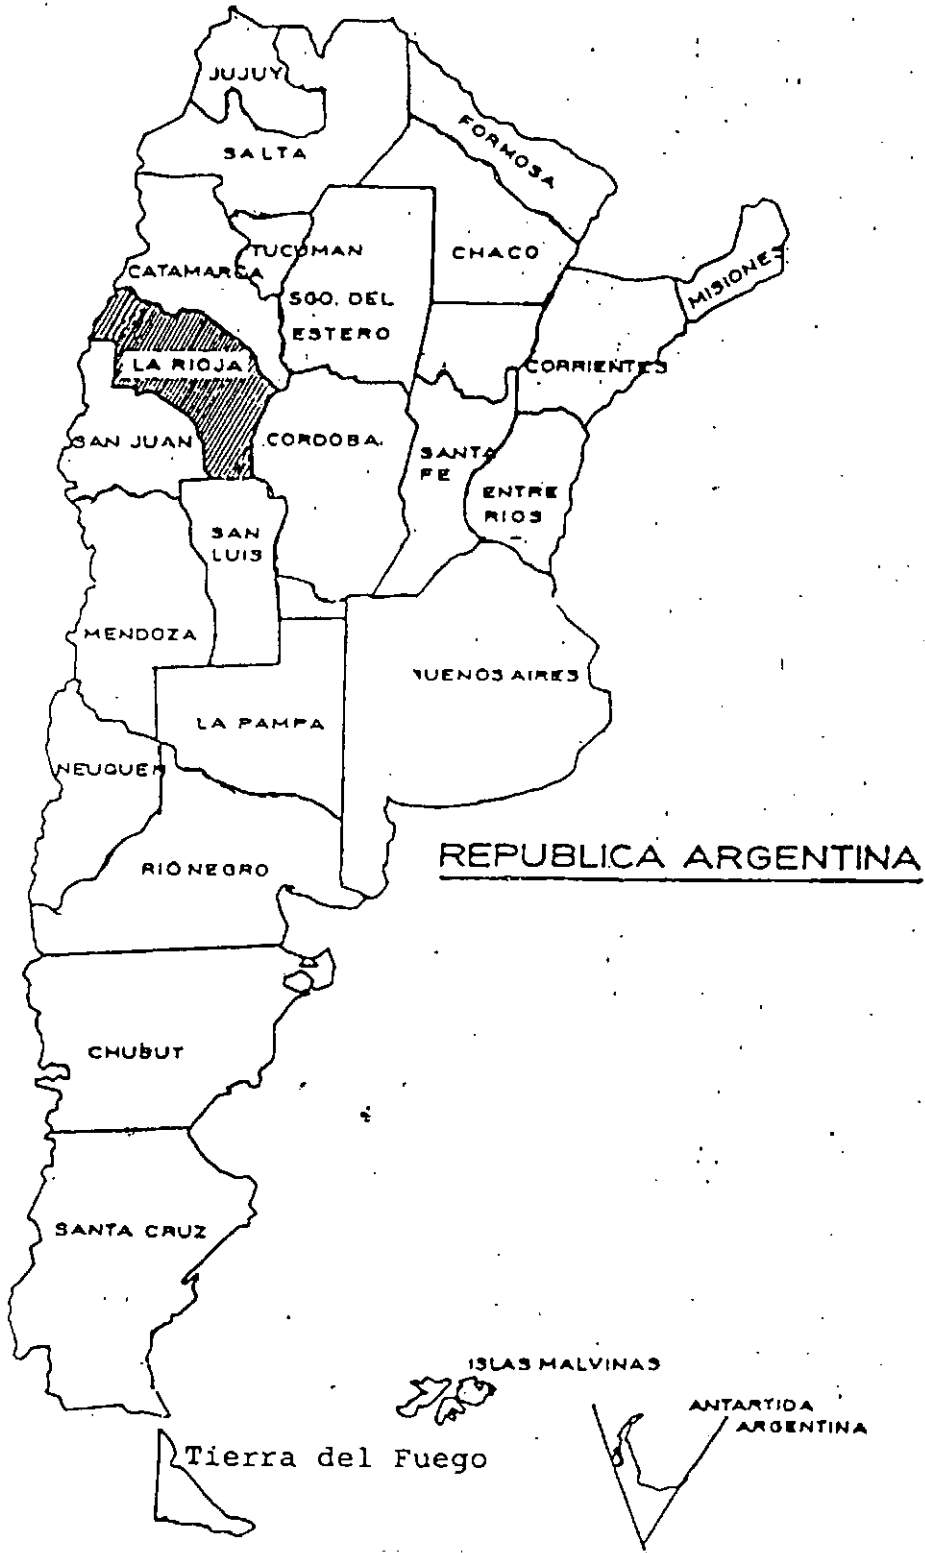 JUJUY
SALTA
FORMOSA
TUCUMAN
CHACO
CATAMARCA
MISIONES
SGO. DEL
ESTERO
LA RIOJA
CORRIENTES
SAN JUAN
CORDOBA
SANTA
FE
ENTRE
RIOS
SAN
LUIS
MENDOZA
BUENOS AIRES
LA PAMPA
NEUQUEN
REPUBLICA ARGENTINA
RIO NEGRO
CHUBUT
SANTA CRUZ
ISLAS MALVINAS
ANTARTIDA
ARGENTINA
Tierra del Fuego